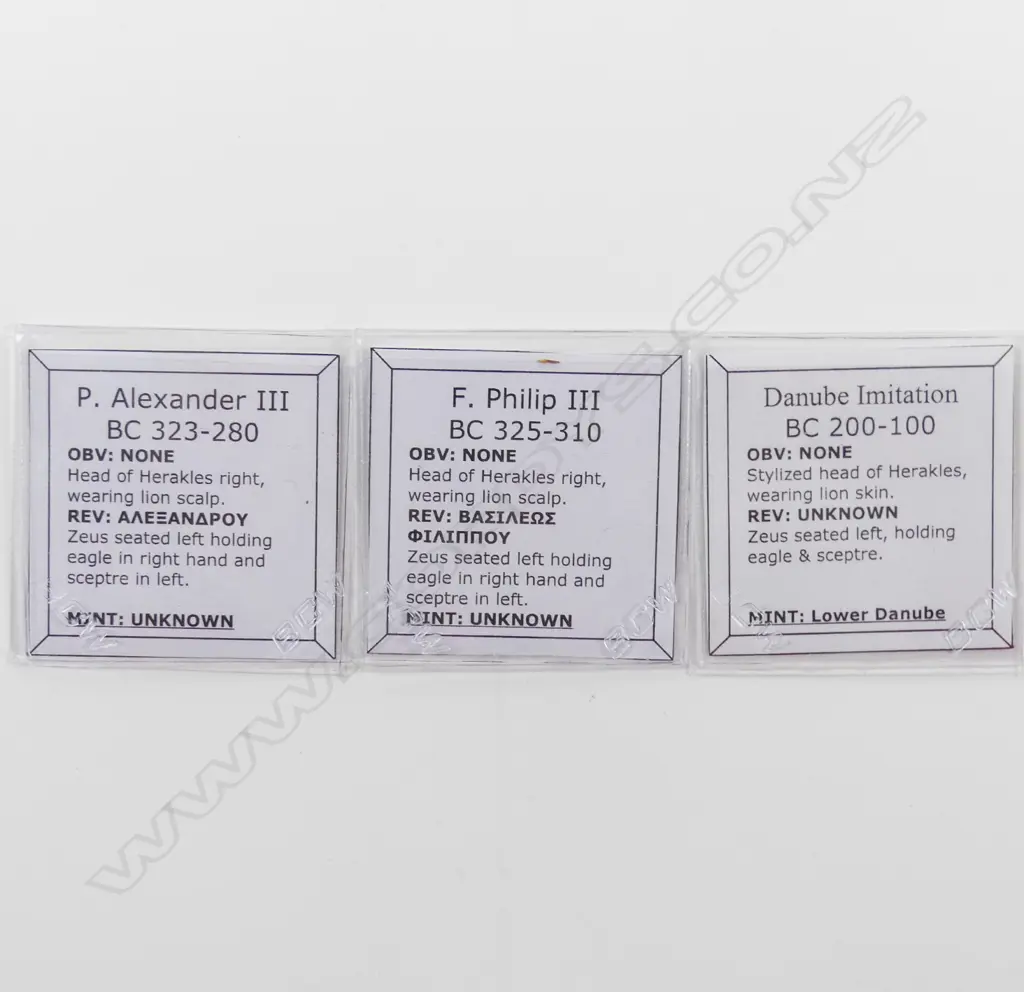 P. Alexander III
BC 323-280
OBV: NONE
Head of Herakles right,
wearing lion scalp.
REV: ΑΛΕΞΑΝΔΡΟΥ
Zeus seated left holding
eagle in right hand and
sceptre in left.
MINT: UNKNOWN
BCW
F. Philip III
BC 325-310
OBV: NONE
Head of Herakles right,
wearing lion scalp.
REV: ΒΑΣΙΛΕΩΣ
ΦΙΛΙΠΠΟΥ
Zeus seated left holding
eagle in right hand and
sceptre in left.
MINT: UNKNOWN
BCW
Danube Imitation
BC 200-100
OBV: NONE
Stylized head of Herakles,
wearing lion skin.
REV: UNKNOWN
Zeus seated left, holding
eagle & sceptre.
MINT: Lower Danube
BCW